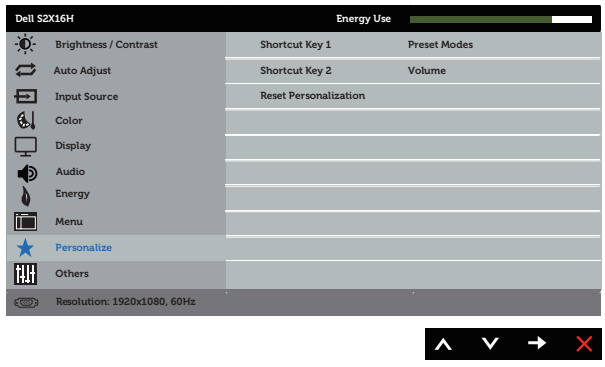 Dell S2X16H Energy Use
Brightness / Contrast Shortcut Key 1 Preset Modes
Auto Adjust Shortcut Key 2 Volume
Input Source Reset Personalization
Color
Display
Audio
Energy
Menu
Personalize
Others
Resolution: 1920x1080, 60Hz